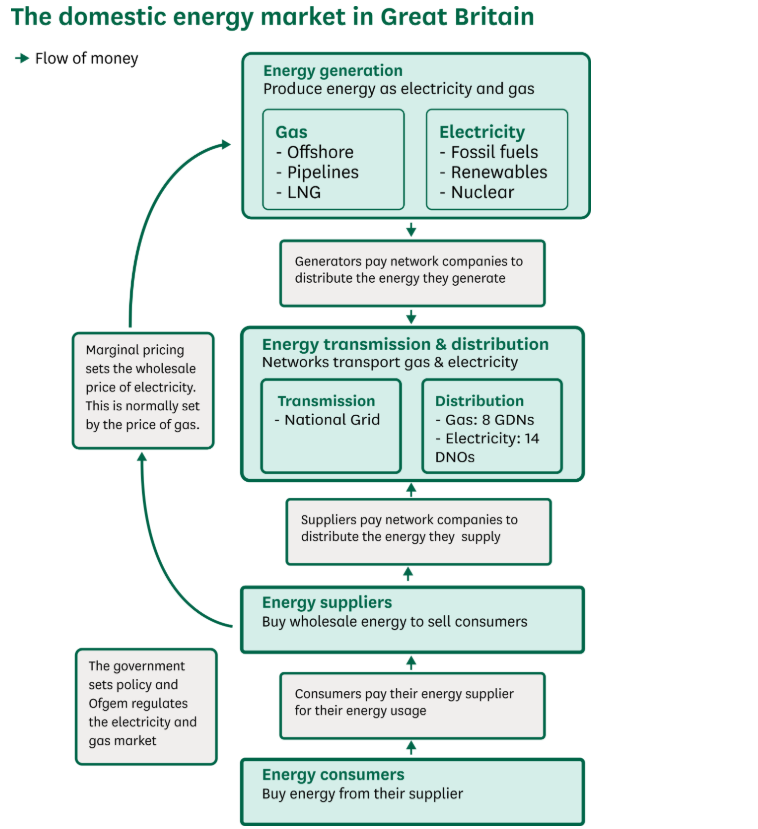 The domestic energy market in Great Britain
Flow of money
Energy generation
Produce energy as electricity and gas
Gas
- Offshore
- Pipelines
- LNG
Electricity
- Fossil fuels
- Renewables
- Nuclear
Generators pay network companies to
distribute the energy they generate
Marginal pricing
sets the wholesale
price of electricity.
This is normally set
by the price of gas.
Energy transmission & distribution
Networks transport gas & electricity
Transmission
- National Grid
Distribution
- Gas: 8 GDNs
- Electricity: 14
DNOs
Suppliers pay network companies to
distribute the energy they supply
Energy suppliers
Buy wholesale energy to sell consumers
The government
sets policy and
Ofgem regulates
the electricity and
gas market
Consumers pay their energy supplier
for their energy usage
Energy consumers
Buy energy from their supplier